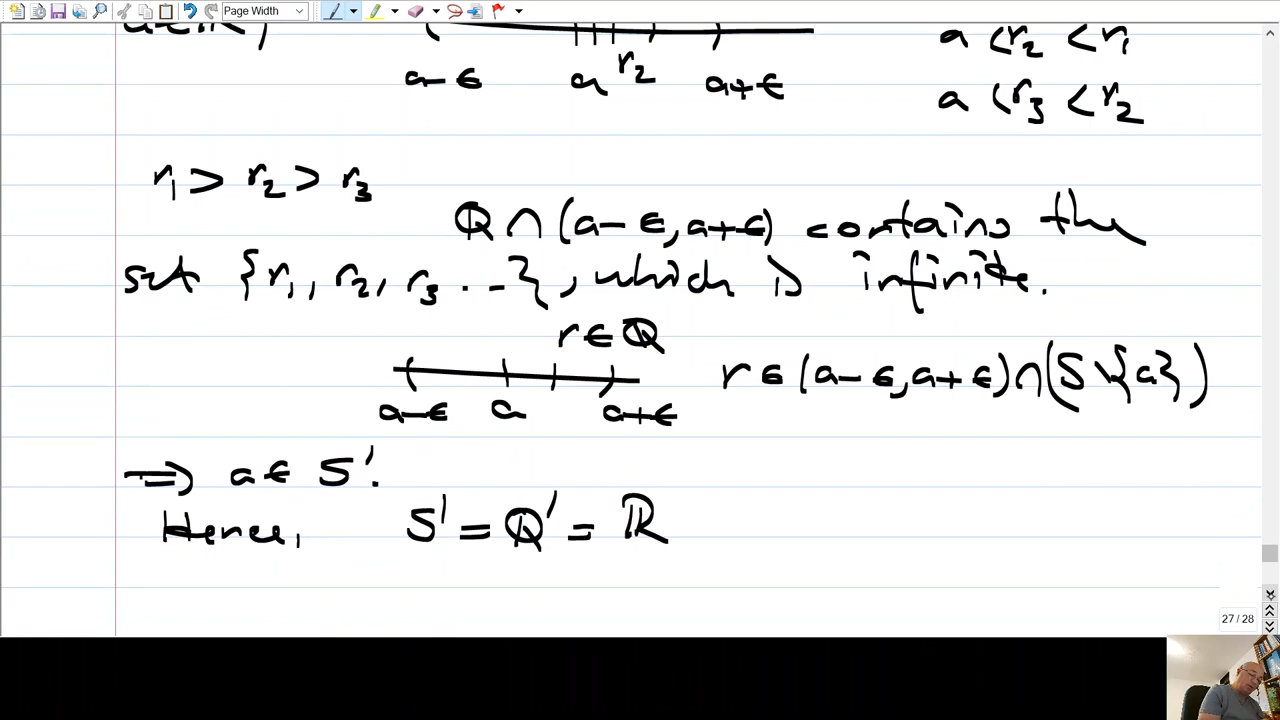 Page Width
a ∈ ℝ,
a < r₂ < r₁
a-ϵ a r₂ a+ϵ
a < r₃ < r₂
r₁ > r₂ > r₃
ℚ ∩ (a-ϵ, a+ϵ) contains the
set {r₁, r₂, r₃ ...}, which is infinite.
r ∈ ℚ
r ∈ (a-ϵ, a+ϵ) ∩ (S \ {a})
a-ϵ a a+ϵ
⟹ a ∈ S'.
Hence, S' = ℚ' = ℝ
27 / 28